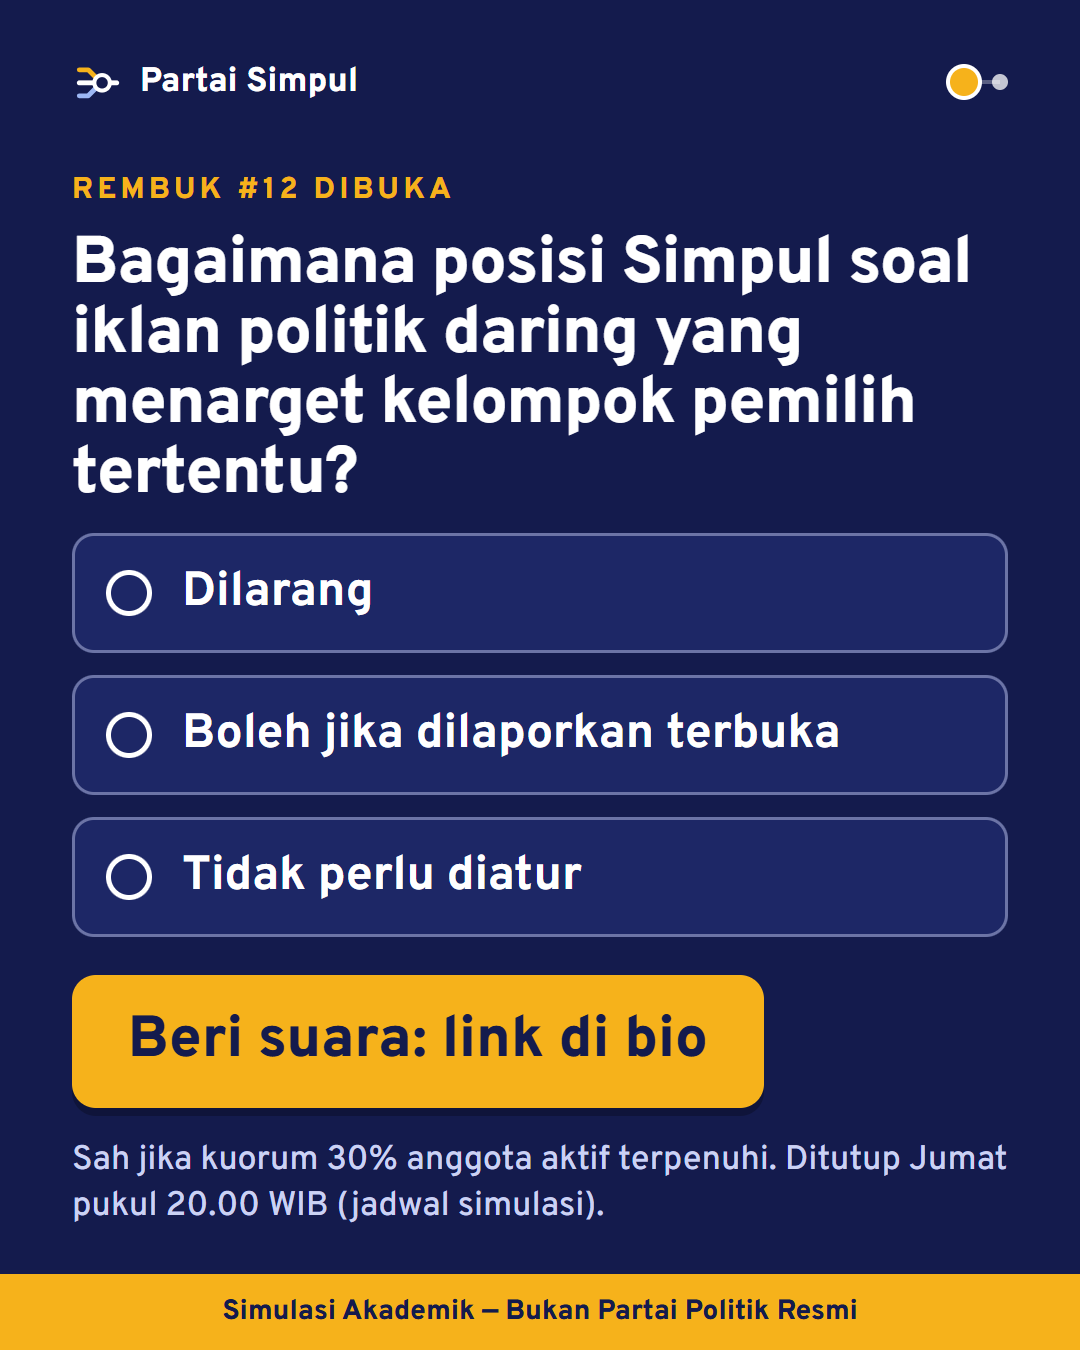 Partai Simpul
REMBUK #12 DIBUKA
Bagaimana posisi Simpul soal
iklan politik daring yang
menarget kelompok pemilih
tertentu?
Dilarang
Boleh jika dilaporkan terbuka
Tidak perlu diatur
Beri suara: link di bio
Sah jika kuorum 30% anggota aktif terpenuhi. Ditutup Jumat
pukul 20.00 WIB (jadwal simulasi).
Simulasi Akademik – Bukan Partai Politik Resmi